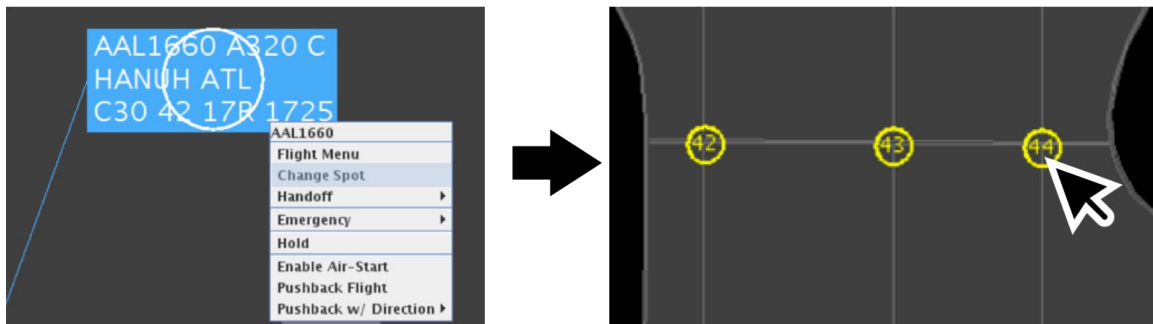 AAL1660 A320 C
HANUH ATL
C30 42 17R 1725
AAL1660
Flight Menu
Change Spot
Handoff
Emergency
Hold
Enable Air-Start
Pushback Flight
Pushback w/ Direction
42 43 44